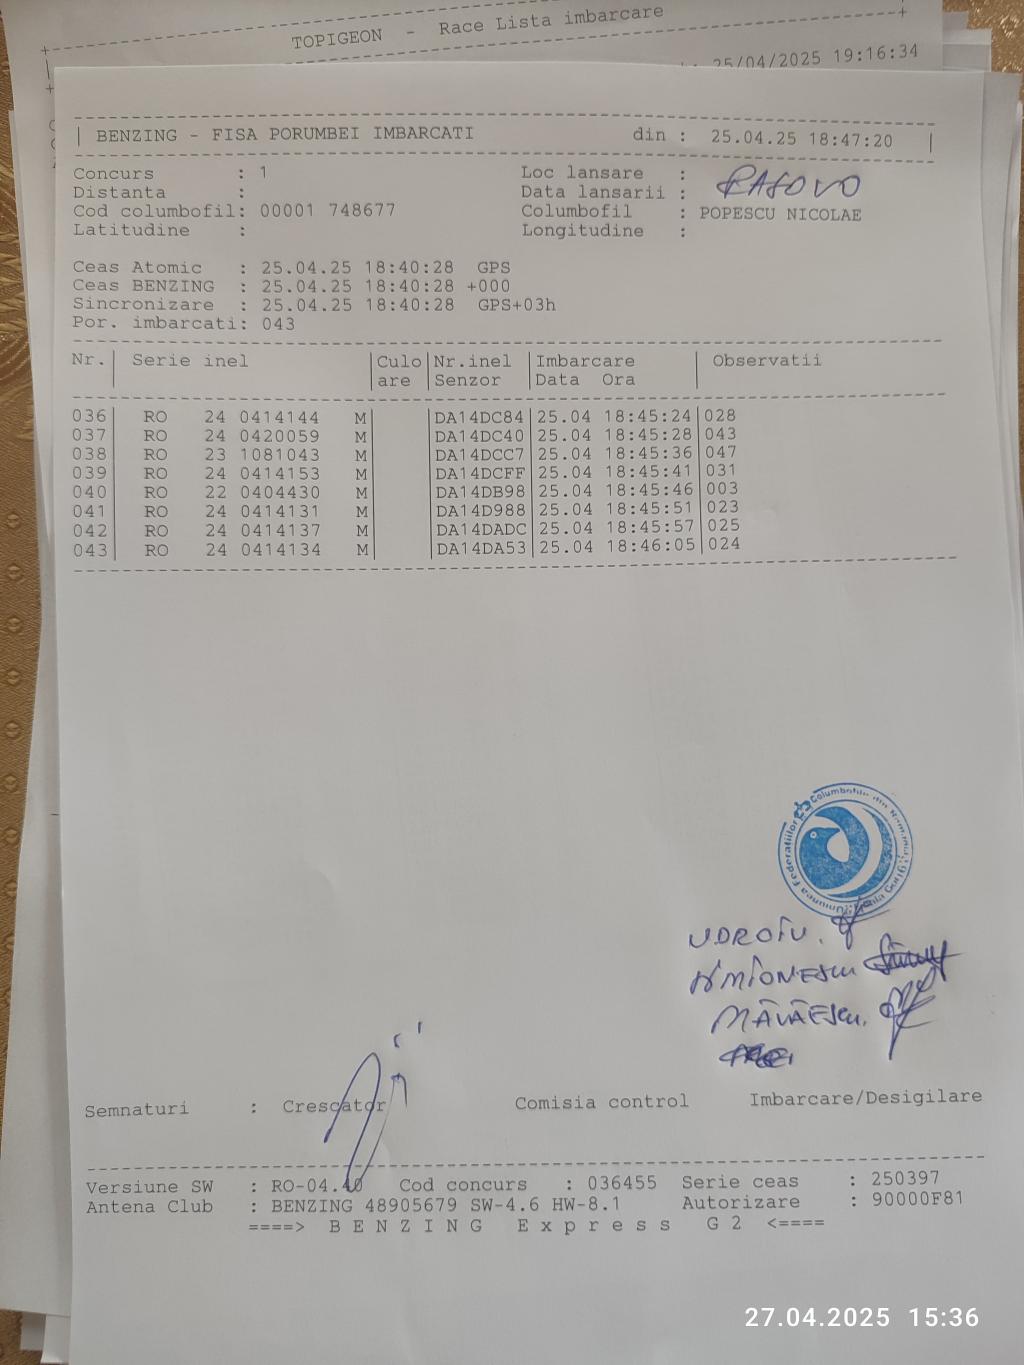 TOPIGEON - Race Lista imbarcare
25/04/2025 19:16:34
BENZING - FISA PORUMBEI IMBARCATI din : 25.04.25 18:47:20
Concurs : 1 Loc lansare :
Distanta : Data lansarii :
Cod columbofil: 00001 748677 Columbofil : POPESCU NICOLAE
Latitudine : Longitudine :
Ceas Atomic : 25.04.25 18:40:28 GPS
Ceas BENZING : 25.04.25 18:40:28 +000
Sincronizare : 25.04.25 18:40:28 GPS+03h
Por. imbarcati: 043
Nr.| Serie inel |Culo|Nr.inel |Imbarcare | Observatii
| |are |Senzor |Data Ora |
036| RO 24 0414144 M| |DA14DC84|25.04 18:45:24|028
037| RO 24 0420059 M| |DA14DC40|25.04 18:45:28|043
038| RO 23 1081043 M| |DA14DCC7|25.04 18:45:36|047
039| RO 24 0414153 M| |DA14DCFF|25.04 18:45:41|031
040| RO 22 0404430 M| |DA14DB98|25.04 18:45:46|003
041| RO 24 0414131 M| |DA14D988|25.04 18:45:51|023
042| RO 24 0414137 M| |DA14DADC|25.04 18:45:57|025
043| RO 24 0414134 M| |DA14DA53|25.04 18:46:05|024
UDROIU.
Semnaturi : Crescator Comisia control Imbarcare/Desigilare
Versiune SW : RO-04.40 Cod concurs : 036455 Serie ceas : 250397
Antena Club : BENZING 48905679 SW-4.6 HW-8.1 Autorizare : 90000F81
====> B E N Z I N G E x p r e s s G 2 <====
27.04.2025 15:36